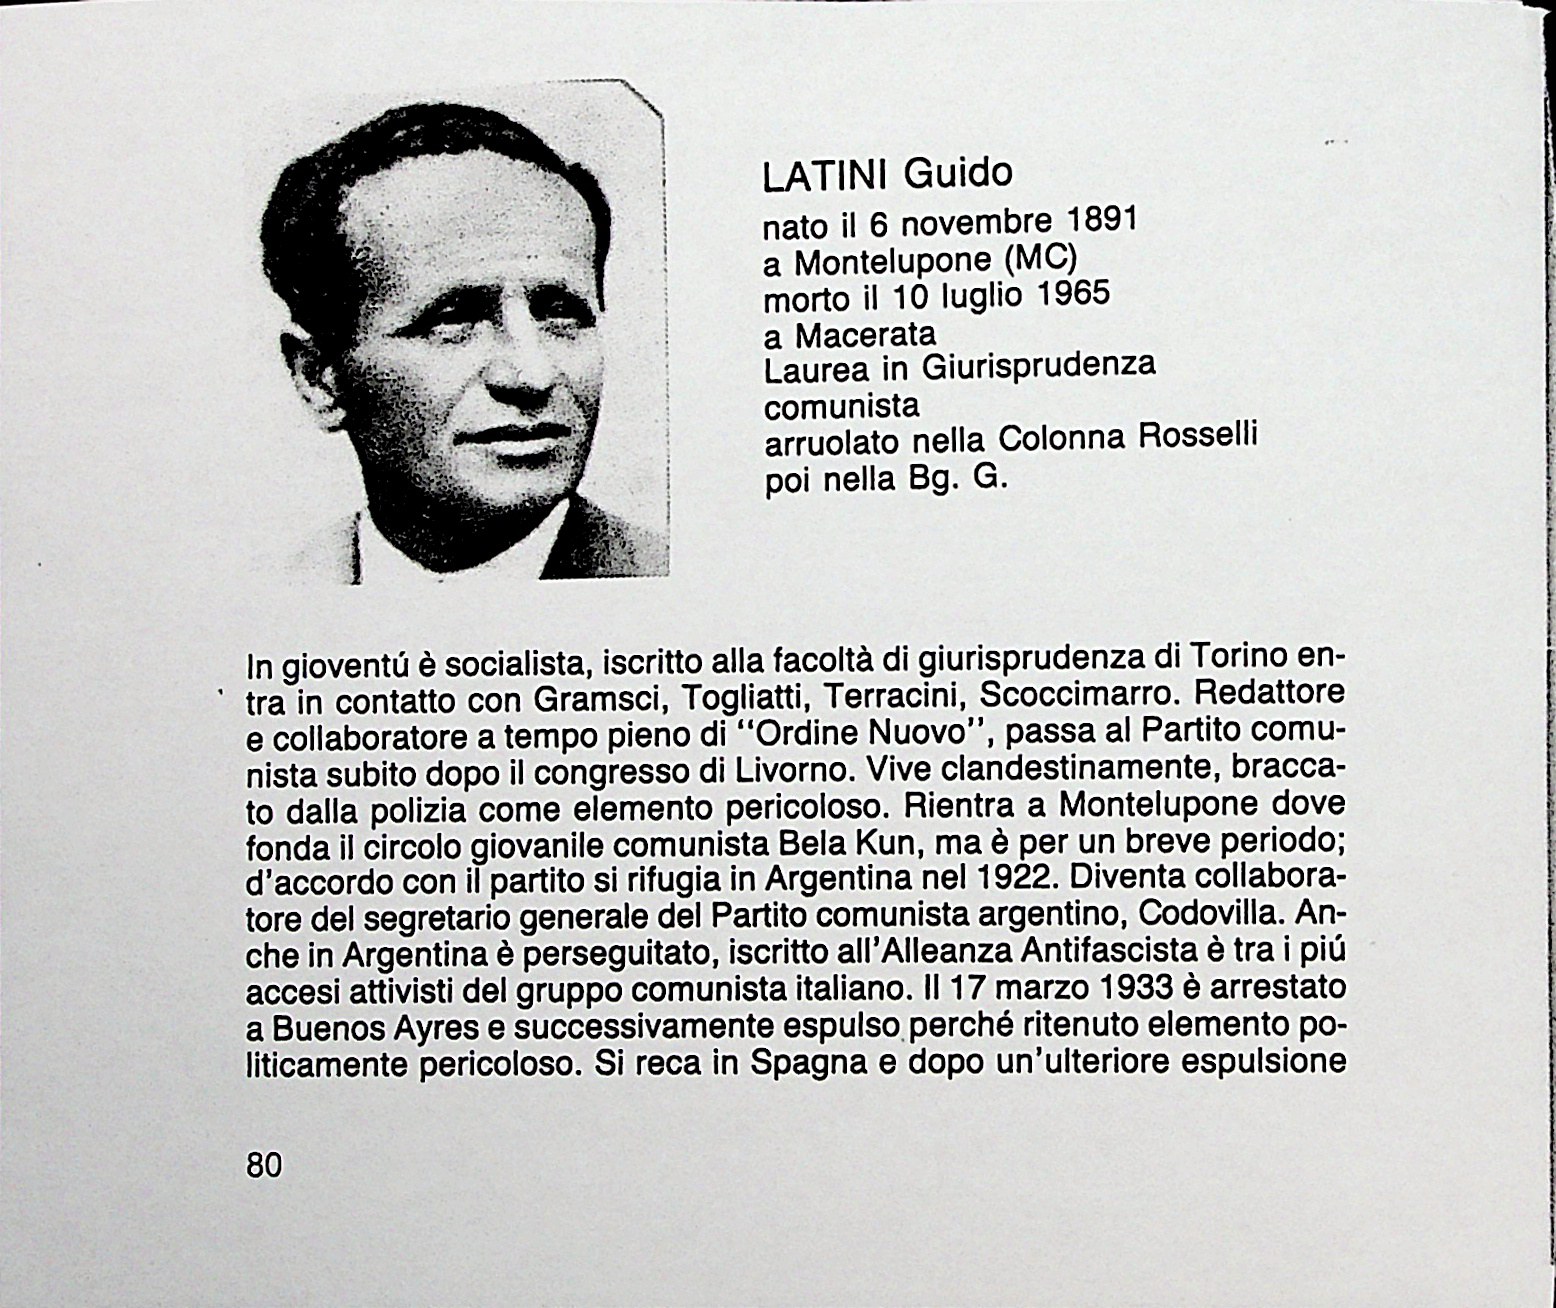 LATINI Guido
nato il 6 novembre 1891
a Montelupone (MC)
morto il 10 luglio 1965
a Macerata
Laurea in Giurisprudenza
comunista
arruolato nella Colonna Rosselli
poi nella Bg. G.
In gioventú è socialista, iscritto alla facoltà di giurisprudenza di Torino en-
tra in contatto con Gramsci, Togliatti, Terracini, Scoccimarro. Redattore
e collaboratore a tempo pieno di “Ordine Nuovo”, passa al Partito comu-
nista subito dopo il congresso di Livorno. Vive clandestinamente, bracca-
to dalla polizia come elemento pericoloso. Rientra a Montelupone dove
fonda il circolo giovanile comunista Bela Kun, ma è per un breve periodo;
d’accordo con il partito si rifugia in Argentina nel 1922. Diventa collabora-
tore del segretario generale del Partito comunista argentino, Codovilla. An-
che in Argentina è perseguitato, iscritto all’Alleanza Antifascista è tra i piú
accesi attivisti del gruppo comunista italiano. Il 17 marzo 1933 è arrestato
a Buenos Ayres e successivamente espulso perché ritenuto elemento po-
liticamente pericoloso. Si reca in Spagna e dopo un’ulteriore espulsione
80